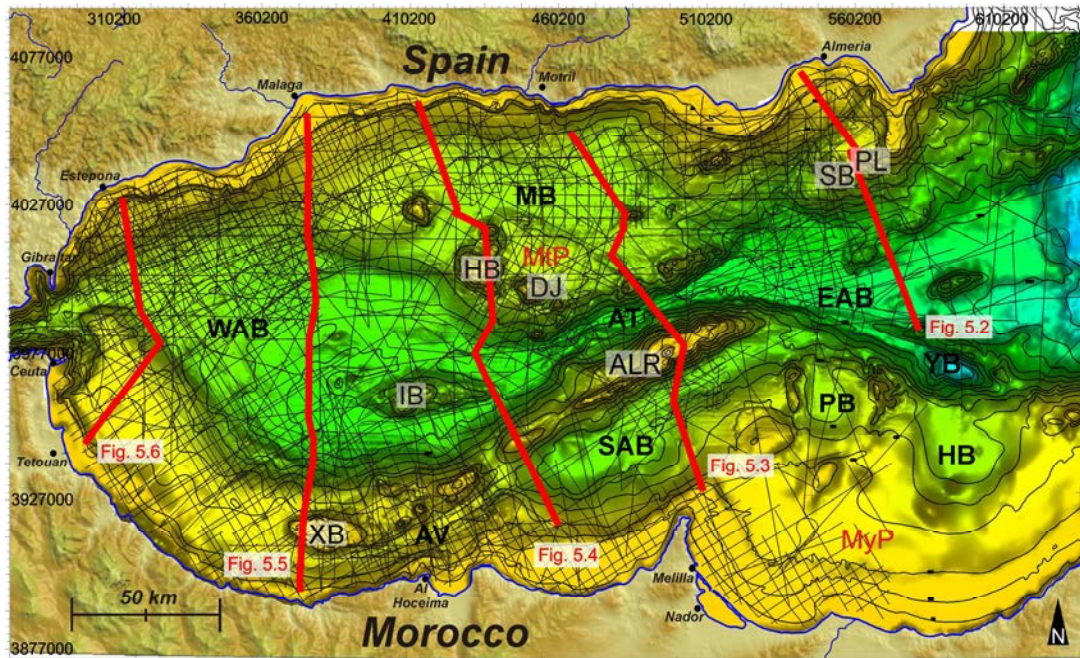 310200 360200 410200 460200 510200 560200 610200
4077000
Spain
Almeria
Malaga
Motril
PL
SB
Estepona
MB
4027000
Gibraltar
HB
MtP
DJ
EAB
WAB
AT
Fig. 5.2
3977000
Ceuta
ALR
YB
IB
PB
SAB
HB
Fig. 5.6
Tetouan
Fig. 5.3
3927000
XB
AV
MyP
Fig. 5.4
Fig. 5.5
Melilla
Al
Hoceima
50 km
Nador
Morocco
N
3877000